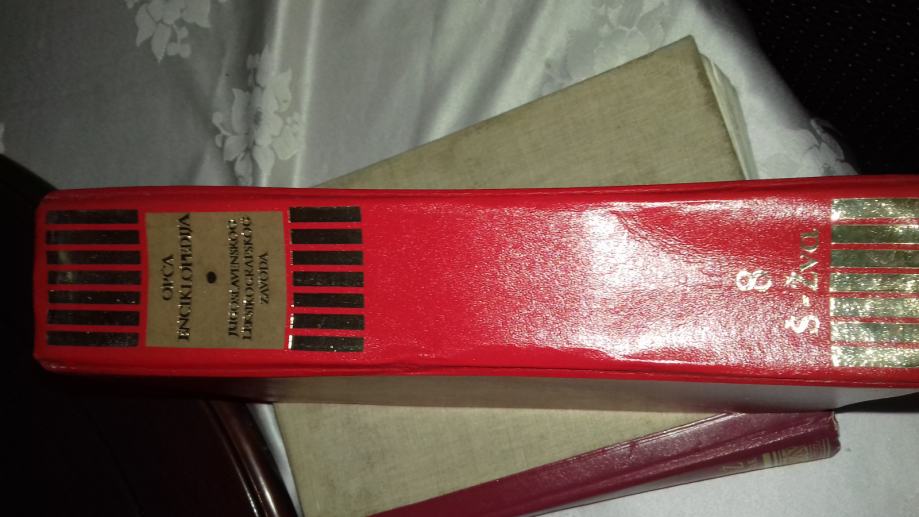 OPĆA
ENCIKLOPEDIJA
•
JUGOSLAVENSKOG
LEKSIKOGRAFSKOG
ZAVODA
8
Š-ŽVA